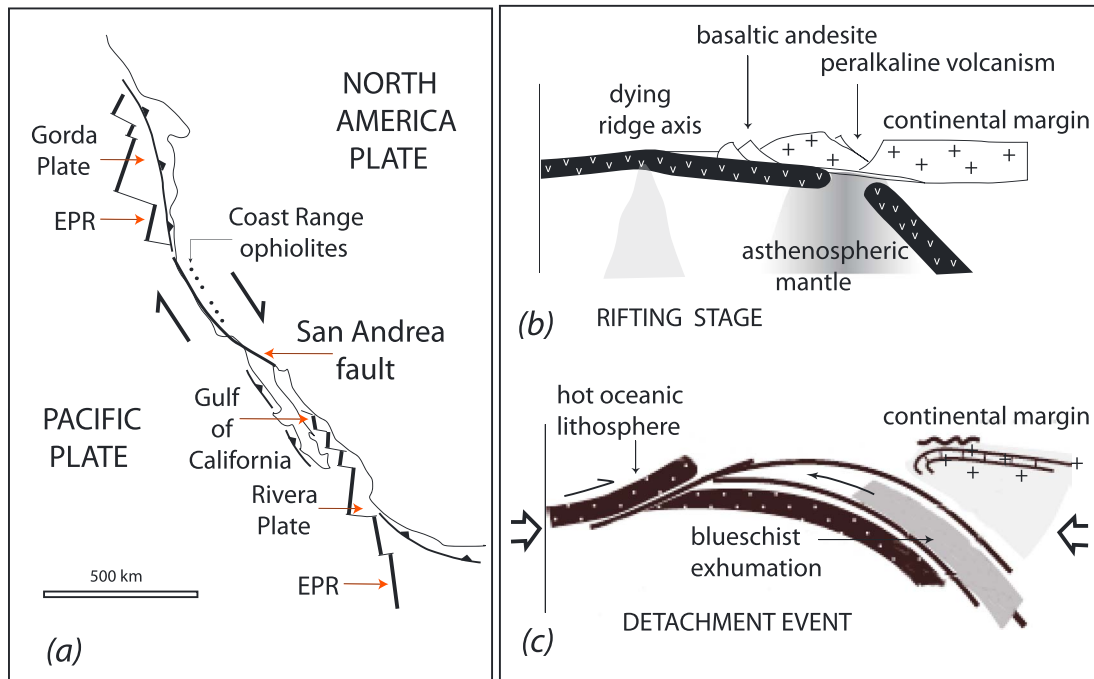 NORTH
AMERICA
PLATE
Gorda
Plate
EPR
Coast Range
ophiolites
San Andrea
fault
Gulf
of
California
PACIFIC
PLATE
Rivera
Plate
500 km
EPR
(a)
basaltic andesite
peralkaline volcanism
dying
ridge axis
continental margin
asthenospheric
mantle
(b)
RIFTING STAGE
hot oceanic
lithosphere
continental margin
blueschist
exhumation
DETACHMENT EVENT
(c)